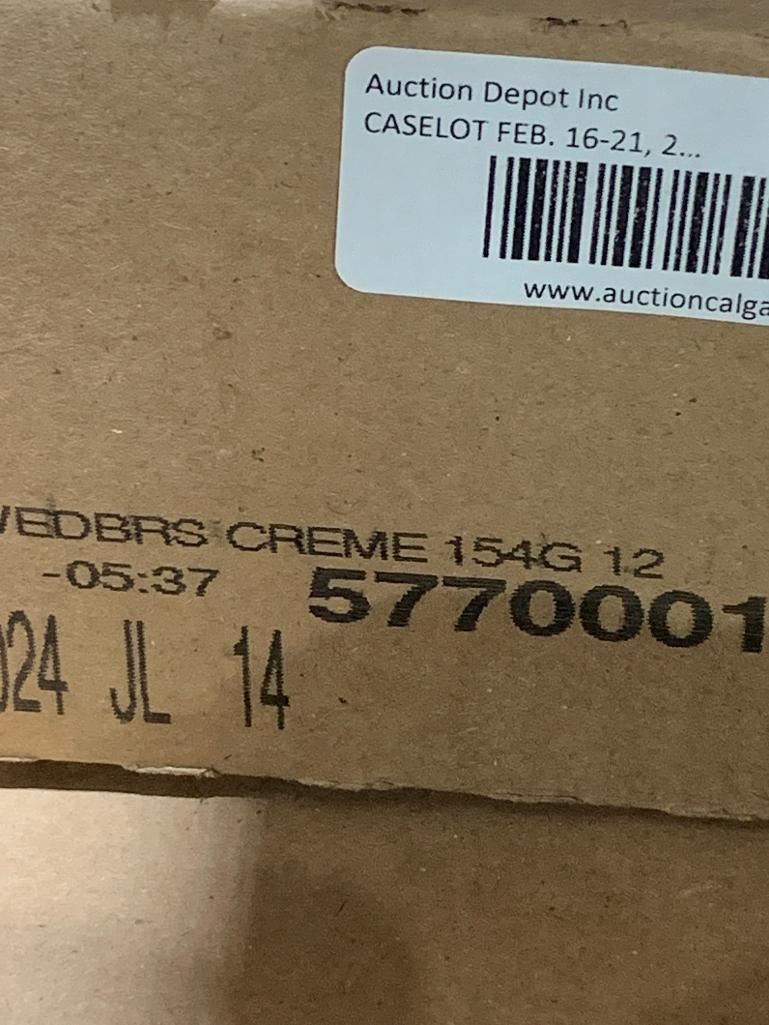 Auction Depot Inc
CASELOT FEB. 16-21, 2...
www.auctioncalga
VEDBRS CREME 154G 12
-05:37 5770001
024 JL 14